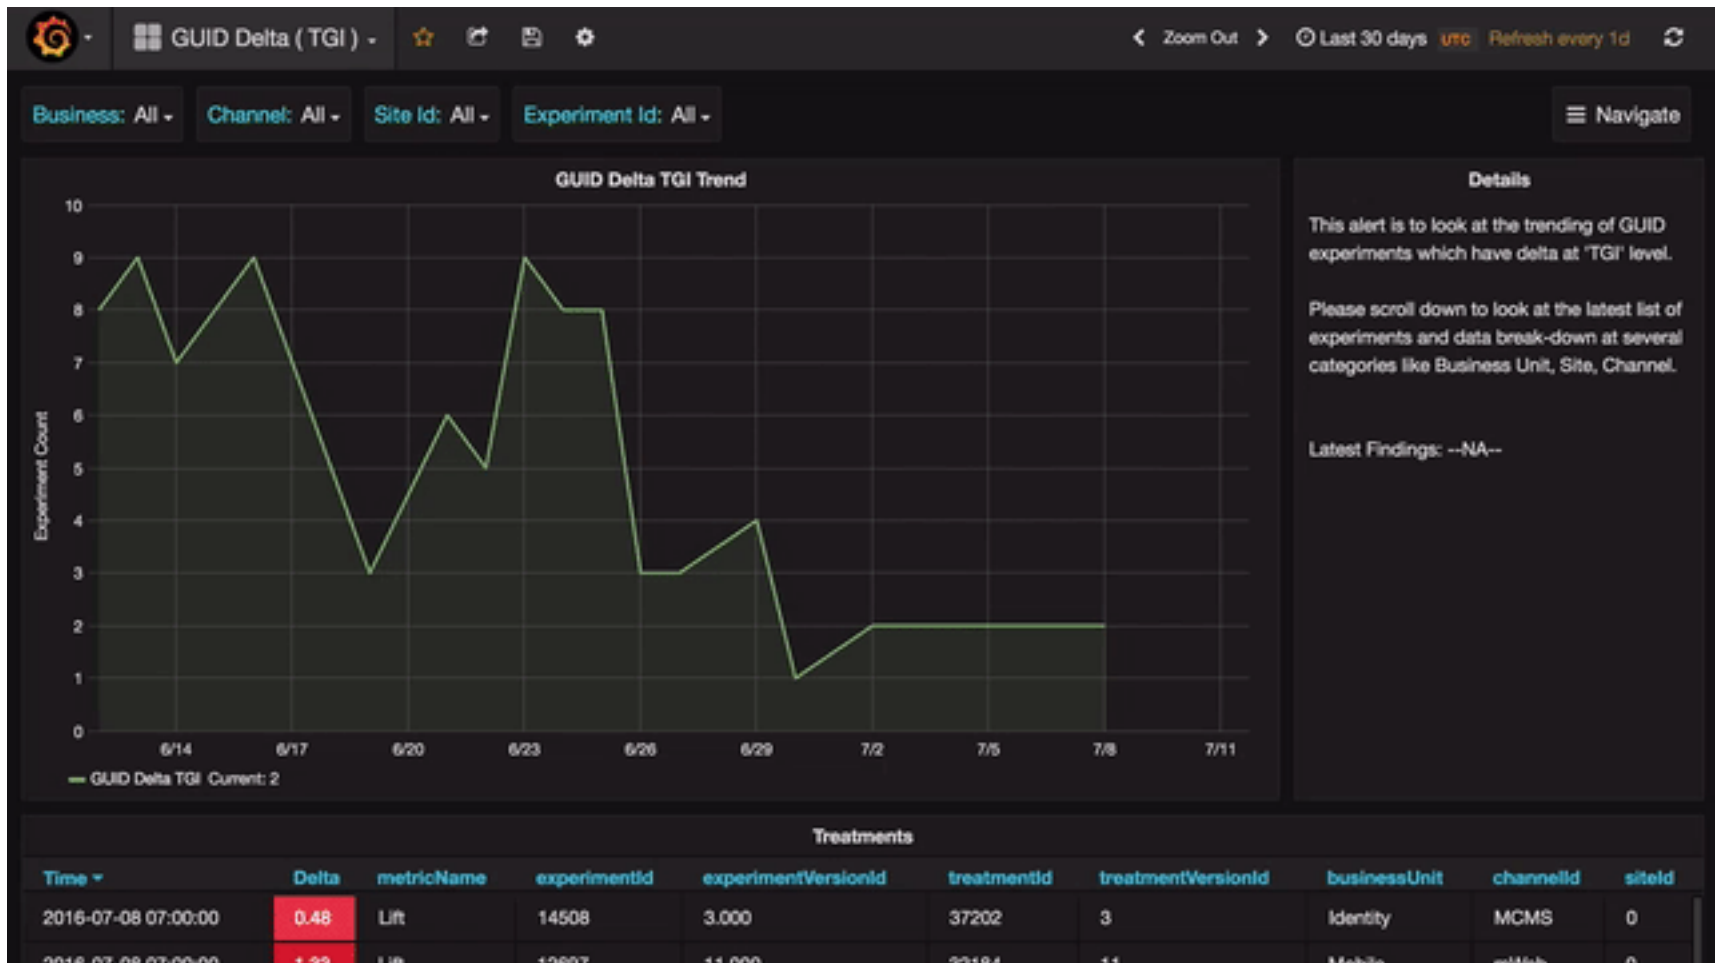 GUID Delta ( TGI )
Zoom Out
Last 30 days UTC Refresh every 1d
Business: All
Channel: All
Site Id: All
Experiment Id: All
Navigate
GUID Delta TGI Trend
10
9
8
7
6
5
4
3
2
1
0
Experiment Count
6/14 6/17 6/20 6/23 6/26 6/29 7/2 7/5 7/8 7/11
GUID Delta TGI Current: 2
Details
This alert is to look at the trending of GUID
experiments which have delta at 'TGI' level.
Please scroll down to look at the latest list of
experiments and data break-down at several
categories like Business Unit, Site, Channel.
Latest Findings: --NA--
Treatments
Time Delta metricName experimentId experimentVersionId treatmentId treatmentVersionId businessUnit channelId siteId
2016-07-08 07:00:00 0.48 Lift 14508 3.000 37202 3 Identity MCMS 0